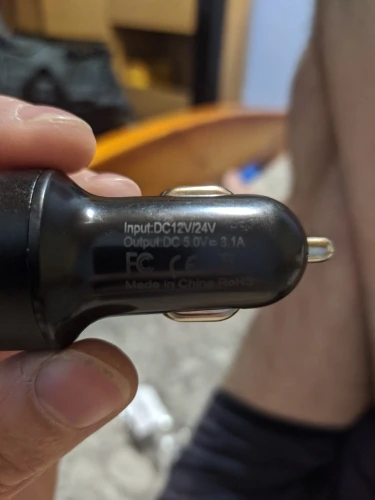 Input:DC12V/24V
Output:DC 5.0V⎓3.1A
FC CE
Made in China RoHS